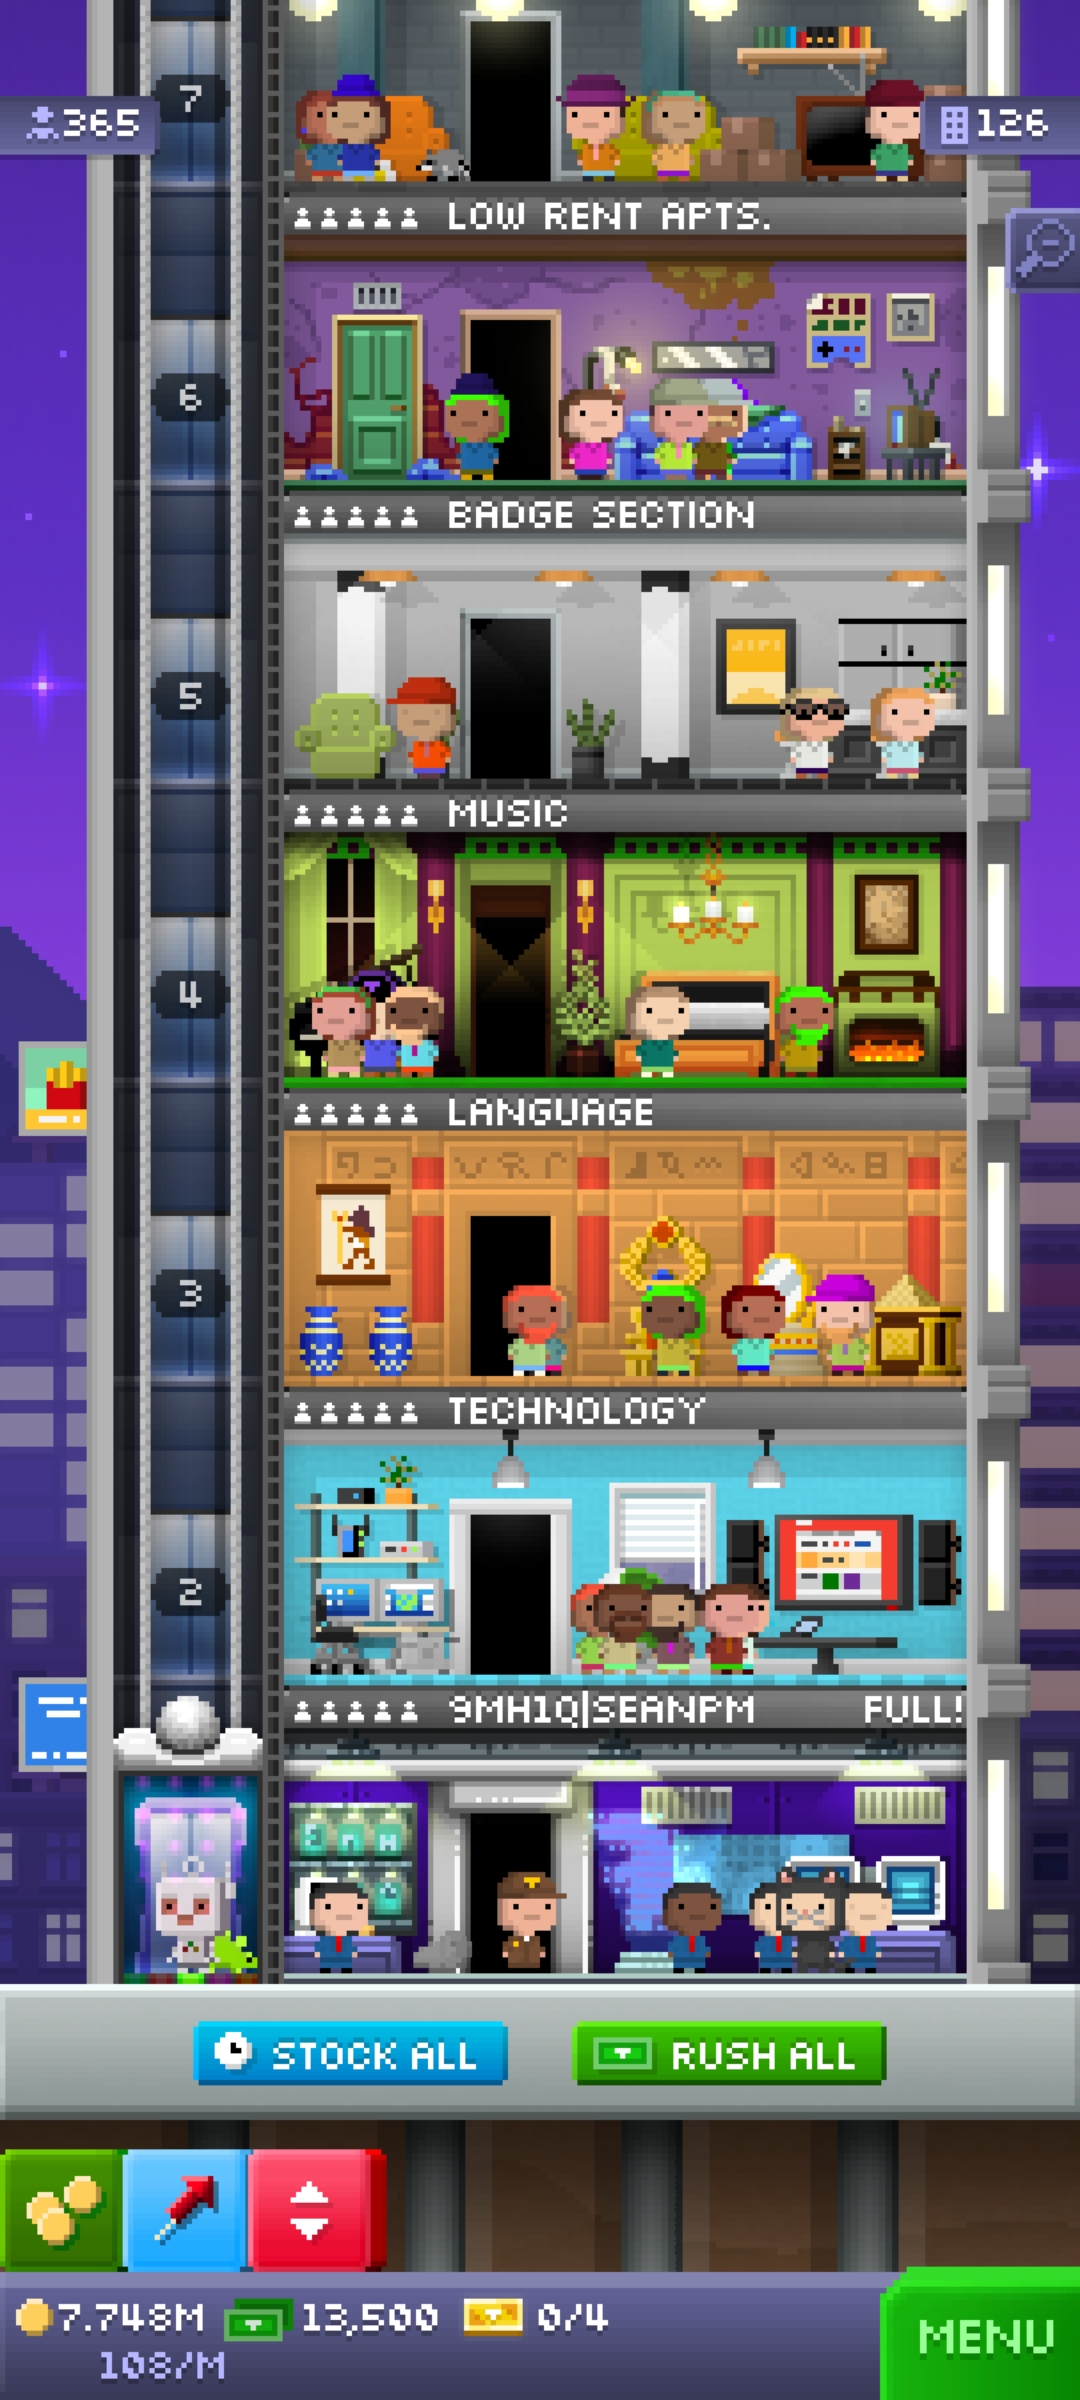 7
365
126
LOW RENT APTS.
6
BADGE SECTION
5
MUSIC
4
LANGUAGE
3
TECHNOLOGY
2
9MH1Q|SEANPM FULL!
STOCK ALL
RUSH ALL
7.748M
13,500
0/4
108/M
MENU